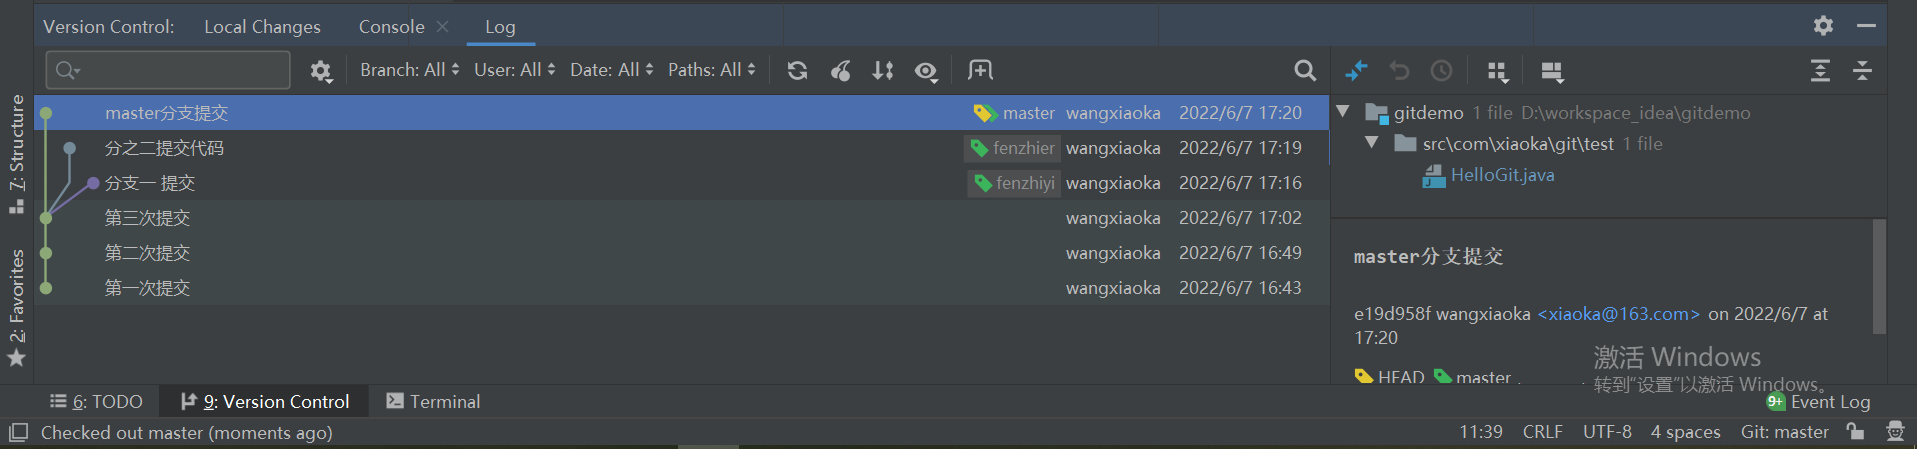 Version Control: Local Changes Console Log
Branch: All User: All Date: All Paths: All
master分支提交 master wangxiaoka 2022/6/7 17:20
分之二提交代码 fenzhier wangxiaoka 2022/6/7 17:19
分支一 提交 fenzhiyi wangxiaoka 2022/6/7 17:16
第三次提交 wangxiaoka 2022/6/7 17:02
第二次提交 wangxiaoka 2022/6/7 16:49
第一次提交 wangxiaoka 2022/6/7 16:43
gitdemo 1 file D:\workspace_idea\gitdemo
src\com\xiaoka\git\test 1 file
HelloGit.java
master分支提交
e19d958f wangxiaoka <xiaoka@163.com> on 2022/6/7 at
17:20
HEAD master
激活 Windows
转到"设置"以激活 Windows。
7: Structure
2: Favorites
6: TODO 9: Version Control Terminal 9+ Event Log
Checked out master (moments ago) 11:39 CRLF UTF-8 4 spaces Git: master